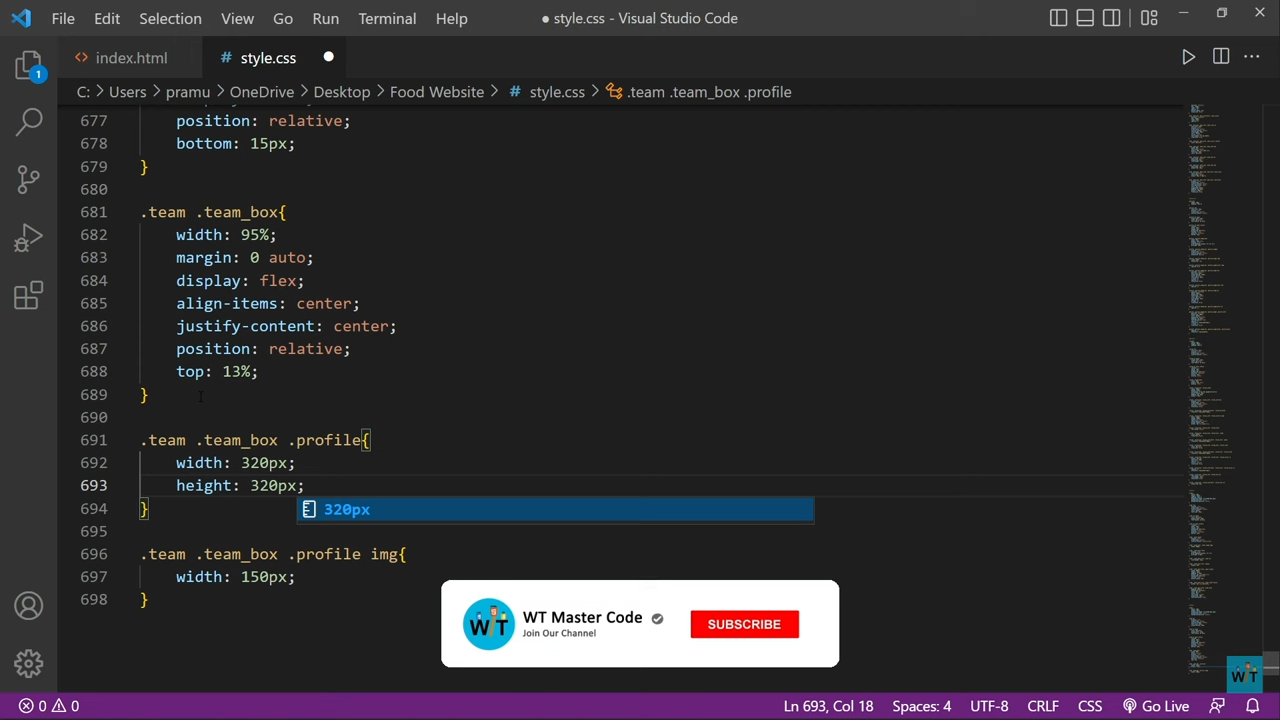 File Edit Selection View Go Run Terminal Help ● style.css - Visual Studio Code
1
index.html # style.css
C: > Users > pramu > OneDrive > Desktop > Food Website > # style.css > .team .team_box .profile
677 position: relative;
678 bottom: 15px;
679 }
680
681 .team .team_box{
682 width: 95%;
683 margin: 0 auto;
684 display: flex;
685 align-items: center;
686 justify-content: center;
687 position: relative;
688 top: 13%;
689 }
690
691 .team .team_box .profile{
692 width: 320px;
693 height: 320px;
694 }
320px
695
696 .team .team_box .profile img{
697 width: 150px;
698 }
WT
WT Master Code
Join Our Channel
SUBSCRIBE
WT
0 0 Ln 693, Col 18 Spaces: 4 UTF-8 CRLF CSS Go Live